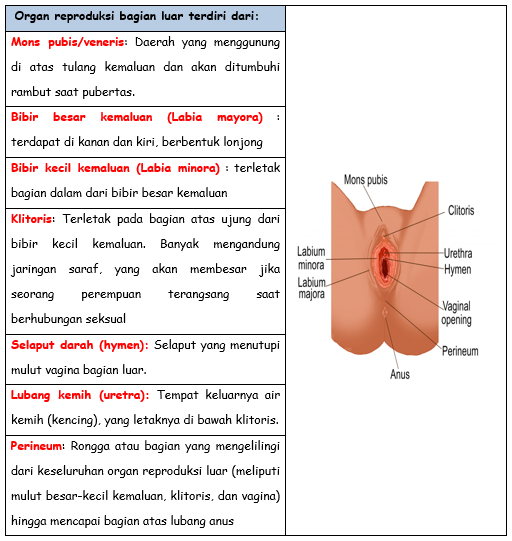 Organ reproduksi bagian luar terdiri dari:
Mons pubis/veneris: Daerah yang menggunung
di atas tulang kemaluan dan akan ditumbuhi
rambut saat pubertas.
Bibir besar kemaluan (Labia mayora) :
terdapat di kanan dan kiri, berbentuk lonjong
Bibir kecil kemaluan (Labia minora) : terletak
bagian dalam dari bibir besar kemaluan
Klitoris: Terletak pada bagian atas ujung dari
bibir kecil kemaluan. Banyak mengandung
jaringan saraf, yang akan membesar jika
seorang perempuan terangsang saat
berhubungan seksual
Selaput darah (hymen): Selaput yang menutupi
mulut vagina bagian luar.
Lubang kemih (uretra): Tempat keluarnya air
kemih (kencing), yang letaknya di bawah klitoris.
Perineum: Rongga atau bagian yang mengelilingi
dari keseluruhan organ reproduksi luar (meliputi
mulut besar-kecil kemaluan, klitoris, dan vagina)
hingga mencapai bagian atas lubang anus
Mons pubis
Clitoris
Labium
minora
Urethra
Hymen
Labium
majora
Vaginal
opening
Perineum
Anus